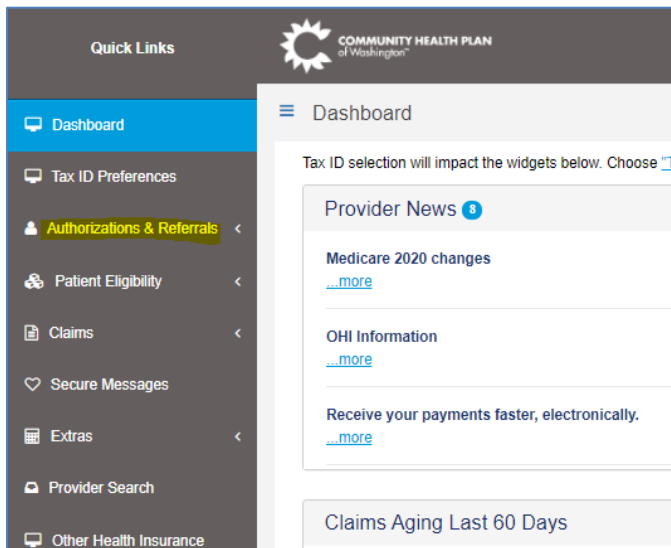 Quick Links
COMMUNITY HEALTH PLAN
of Washington™
Dashboard
Tax ID Preferences
Authorizations & Referrals
Patient Eligibility
Claims
Secure Messages
Extras
Provider Search
Other Health Insurance
Dashboard
Tax ID selection will impact the widgets below. Choose "T
Provider News 8
Medicare 2020 changes
...more
OHI Information
...more
Receive your payments faster, electronically.
...more
Claims Aging Last 60 Days